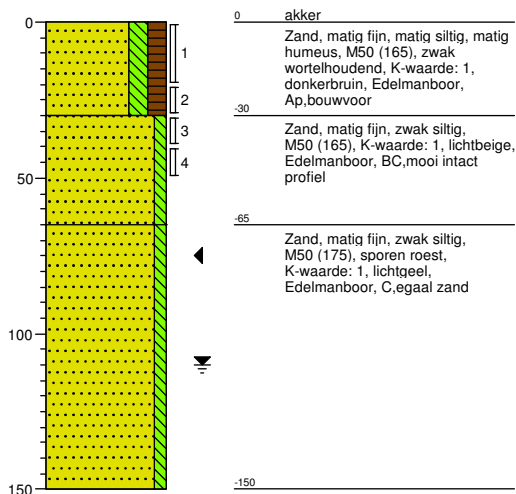 0
50
100
150
1
2
3
4
0 akker
Zand, matig fijn, matig siltig, matig
humeus, M50 (165), zwak
wortelhoudend, K-waarde: 1,
donkerbruin, Edelmanboor,
Ap,bouwvoor
-30
Zand, matig fijn, zwak siltig,
M50 (165), K-waarde: 1, lichtbeige,
Edelmanboor, BC,mooi intact
profiel
-65
Zand, matig fijn, zwak siltig,
M50 (175), sporen roest,
K-waarde: 1, lichtgeel,
Edelmanboor, C,egaal zand
-150